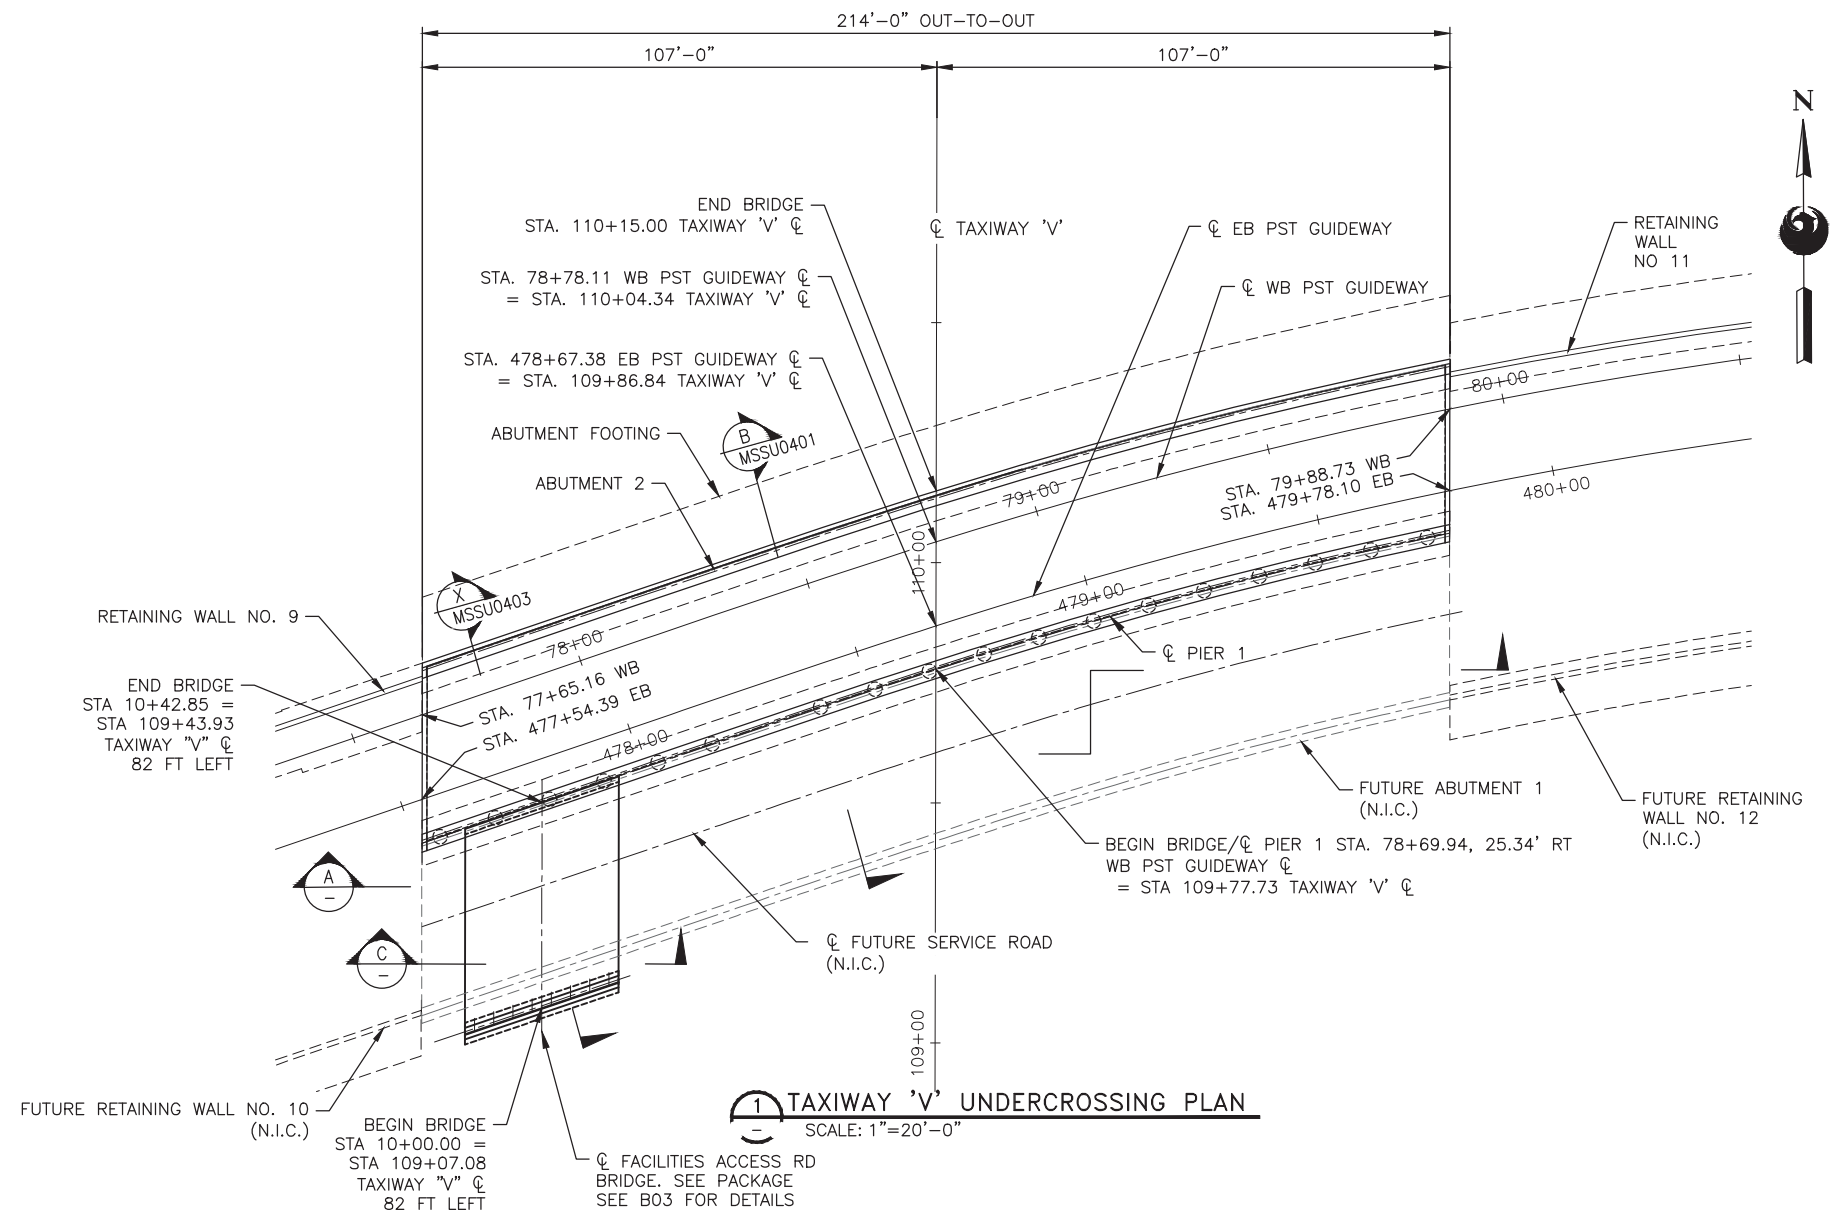 214'-0" OUT-TO-OUT
107'-0"
107'-0"
N
END BRIDGE
STA. 110+15.00 TAXIWAY 'V' ℄
℄ TAXIWAY 'V'
℄ EB PST GUIDEWAY
RETAINING
WALL
NO 11
STA. 78+78.11 WB PST GUIDEWAY ℄
= STA. 110+04.34 TAXIWAY 'V' ℄
℄ WB PST GUIDEWAY
STA. 478+67.38 EB PST GUIDEWAY ℄
= STA. 109+86.84 TAXIWAY 'V' ℄
80+00
ABUTMENT FOOTING
B
MSSU0401
ABUTMENT 2
79+00
STA. 79+88.73 WB
STA. 479+78.10 EB
480+00
110+00
X
MSSU0403
479+00
RETAINING WALL NO. 9
78+00
℄ PIER 1
END BRIDGE
STA 10+42.85 =
STA 109+43.93
TAXIWAY "V" ℄
82 FT LEFT
STA. 77+65.16 WB
STA. 477+54.39 EB
478+00
FUTURE ABUTMENT 1
(N.I.C.)
FUTURE RETAINING
WALL NO. 12
(N.I.C.)
BEGIN BRIDGE/℄ PIER 1 STA. 78+69.94, 25.34' RT
WB PST GUIDEWAY ℄
= STA 109+77.73 TAXIWAY 'V' ℄
A
-
C
-
℄ FUTURE SERVICE ROAD
(N.I.C.)
109+00
FUTURE RETAINING WALL NO. 10
(N.I.C.)
BEGIN BRIDGE
STA 10+00.00 =
STA 109+07.08
TAXIWAY "V" ℄
82 FT LEFT
℄ FACILITIES ACCESS RD
BRIDGE. SEE PACKAGE
SEE B03 FOR DETAILS
1
-
TAXIWAY 'V' UNDERCROSSING PLAN
SCALE: 1"=20'-0"